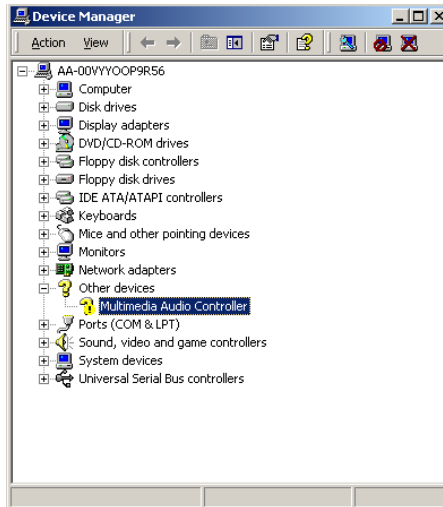 Device Manager
Action View
AA-00VYYOOP9R56
Computer
Disk drives
Display adapters
DVD/CD-ROM drives
Floppy disk controllers
Floppy disk drives
IDE ATA/ATAPI controllers
Keyboards
Mice and other pointing devices
Monitors
Network adapters
Other devices
Multimedia Audio Controller
Ports (COM & LPT)
Sound, video and game controllers
System devices
Universal Serial Bus controllers